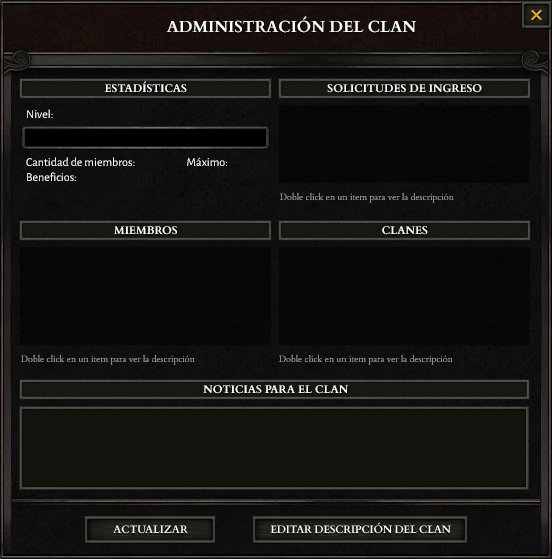 ADMINISTRACIÓN DEL CLAN
ESTADÍSTICAS
SOLICITUDES DE INGRESO
Nivel:
Cantidad de miembros: Máximo:
Beneficios:
Doble click en un item para ver la descripción
MIEMBROS
CLANES
Doble click en un item para ver la descripción
Doble click en un item para ver la descripción
NOTICIAS PARA EL CLAN
ACTUALIZAR
EDITAR DESCRIPCIÓN DEL CLAN